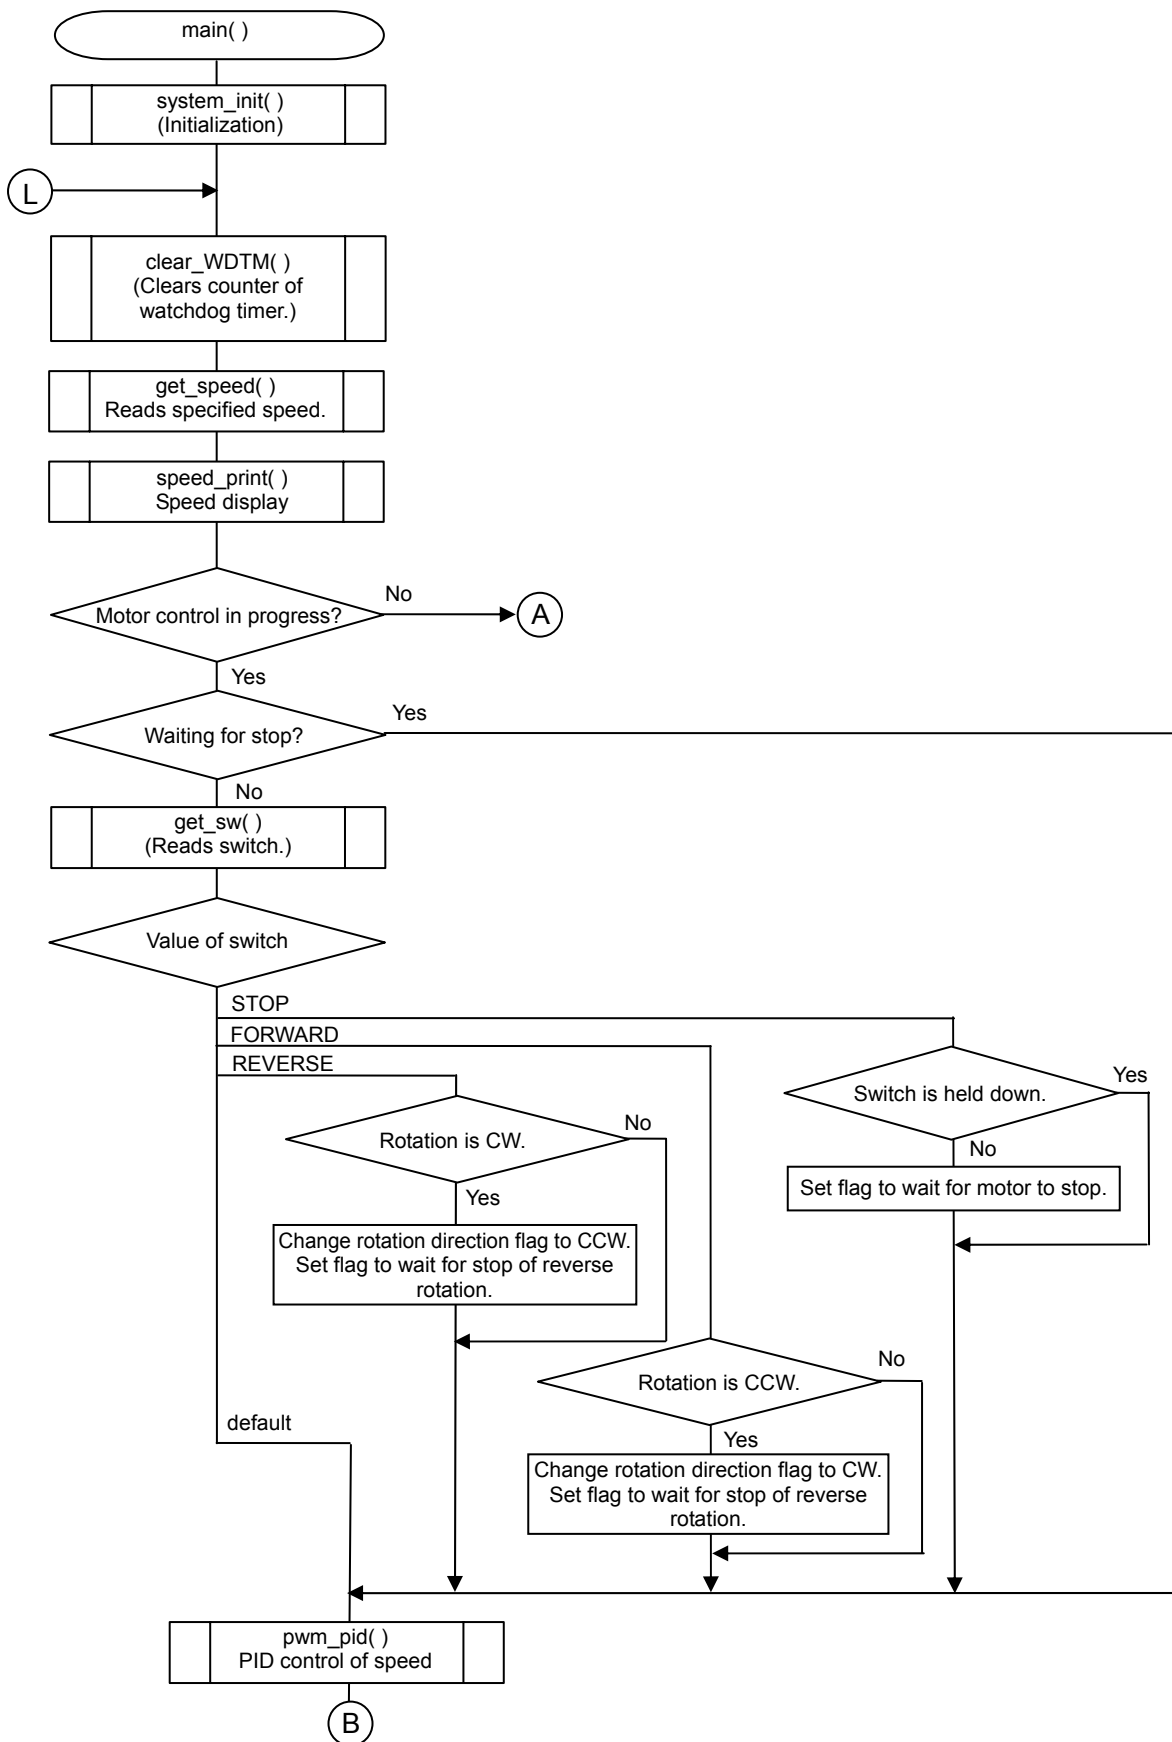 main( )
system_init( )
(Initialization)
L
clear_WDTM( )
(Clears counter of
watchdog timer.)
get_speed( )
Reads specified speed.
speed_print( )
Speed display
Motor control in progress?
No
A
Yes
Waiting for stop?
Yes
No
get_sw( )
(Reads switch.)
Value of switch
STOP
FORWARD
REVERSE
Switch is held down.
Yes
No
Set flag to wait for motor to stop.
Rotation is CW.
No
Yes
Change rotation direction flag to CCW.
Set flag to wait for stop of reverse
rotation.
Rotation is CCW.
No
Yes
Change rotation direction flag to CW.
Set flag to wait for stop of reverse
rotation.
default
pwm_pid( )
PID control of speed
B